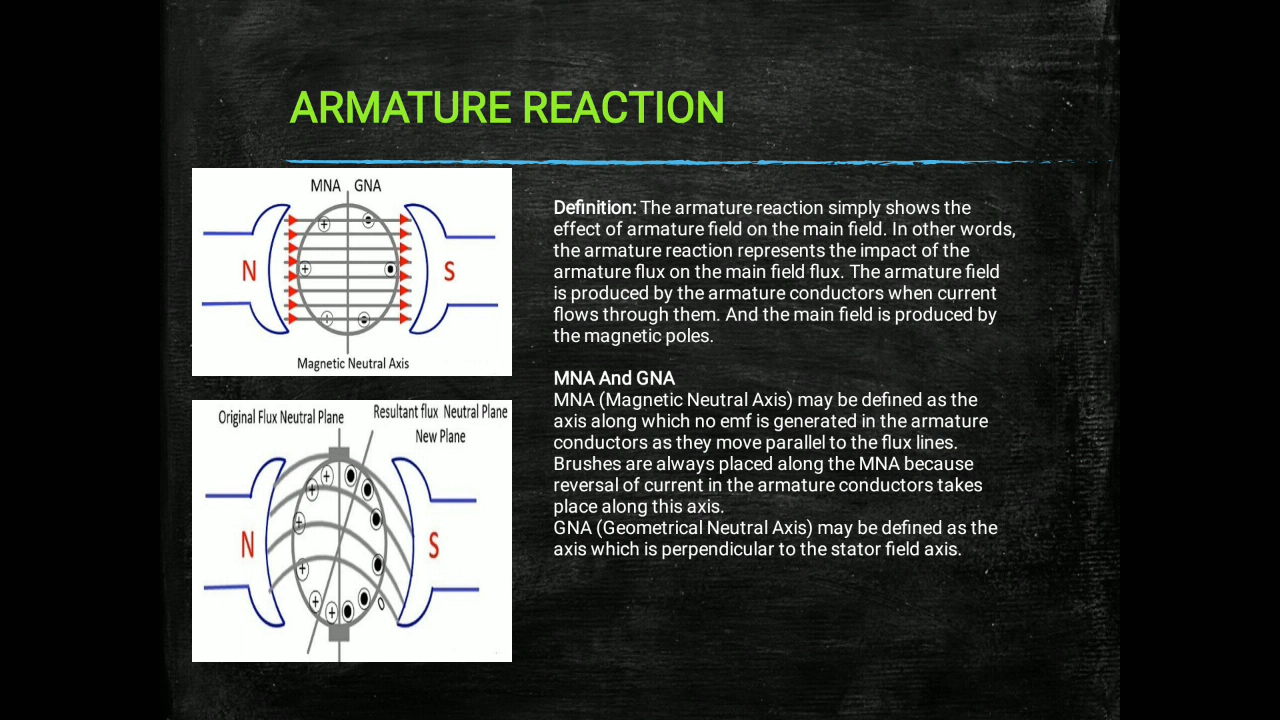 ARMATURE REACTION
MNA GNA
N
S
Magnetic Neutral Axis
Original Flux Neutral Plane
Resultant flux Neutral Plane
New Plane
N
S
Definition: The armature reaction simply shows the
effect of armature field on the main field. In other words,
the armature reaction represents the impact of the
armature flux on the main field flux. The armature field
is produced by the armature conductors when current
flows through them. And the main field is produced by
the magnetic poles.
MNA And GNA
MNA (Magnetic Neutral Axis) may be defined as the
axis along which no emf is generated in the armature
conductors as they move parallel to the flux lines.
Brushes are always placed along the MNA because
reversal of current in the armature conductors takes
place along this axis.
GNA (Geometrical Neutral Axis) may be defined as the
axis which is perpendicular to the stator field axis.